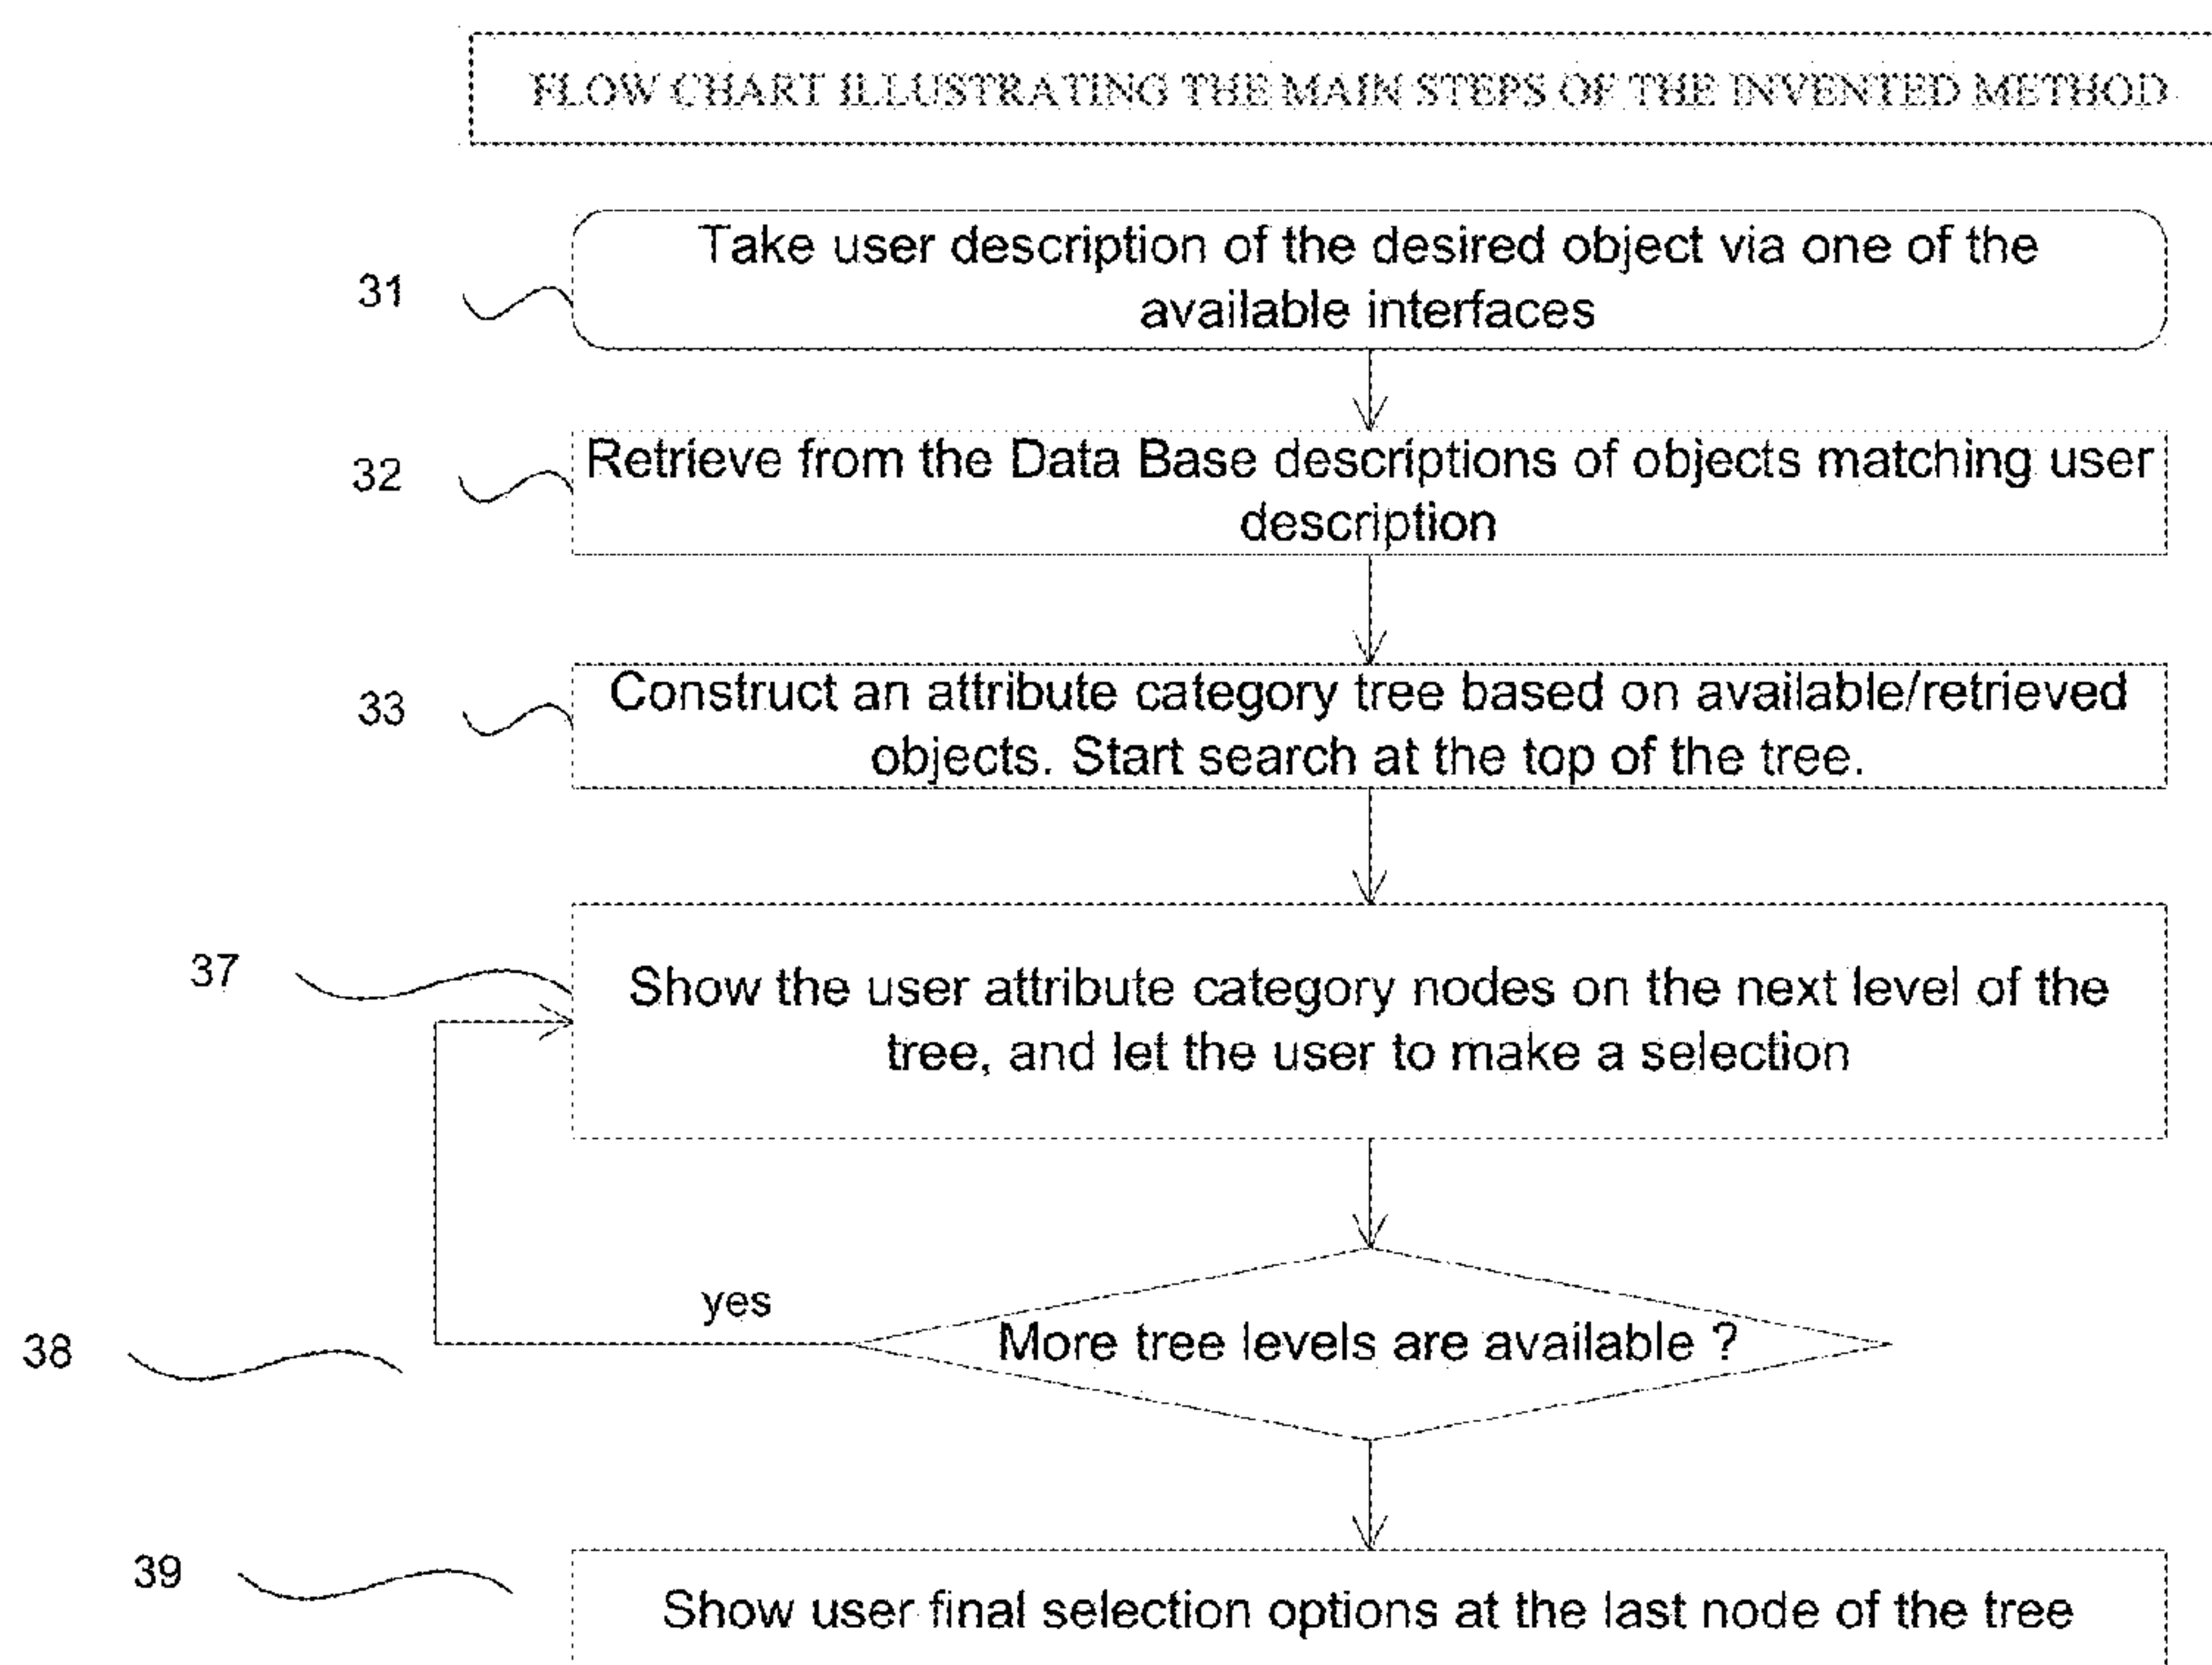 FLOW CHART ILLUSTRATING THE MAIN STEPS OF THE INVENTED METHOD
31
Take user description of the desired object via one of the
available interfaces
32
Retrieve from the Data Base descriptions of objects matching user
description
33
Construct an attribute category tree based on available/retrieved
objects. Start search at the top of the tree.
37
Show the user attribute category nodes on the next level of the
tree, and let the user to make a selection
yes
38
More tree levels are available ?
39
Show user final selection options at the last node of the tree